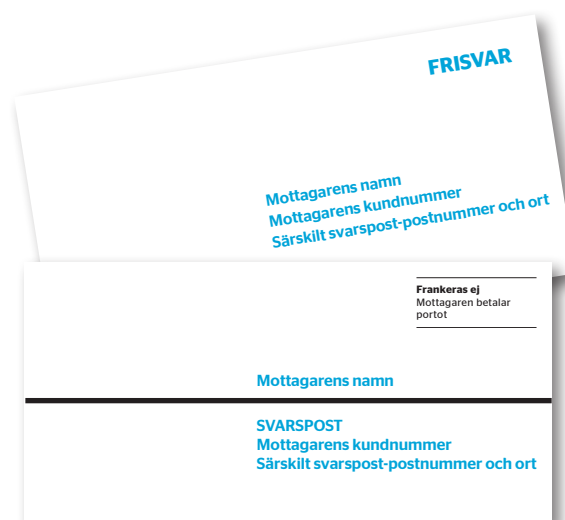 FRISVAR
Mottagarens namn
Mottagarens kundnummer
Särskilt svarspost-postnummer och ort
Frankeras ej
Mottagaren betalar
portot
Mottagarens namn
SVARSPOST
Mottagarens kundnummer
Särskilt svarspost-postnummer och ort